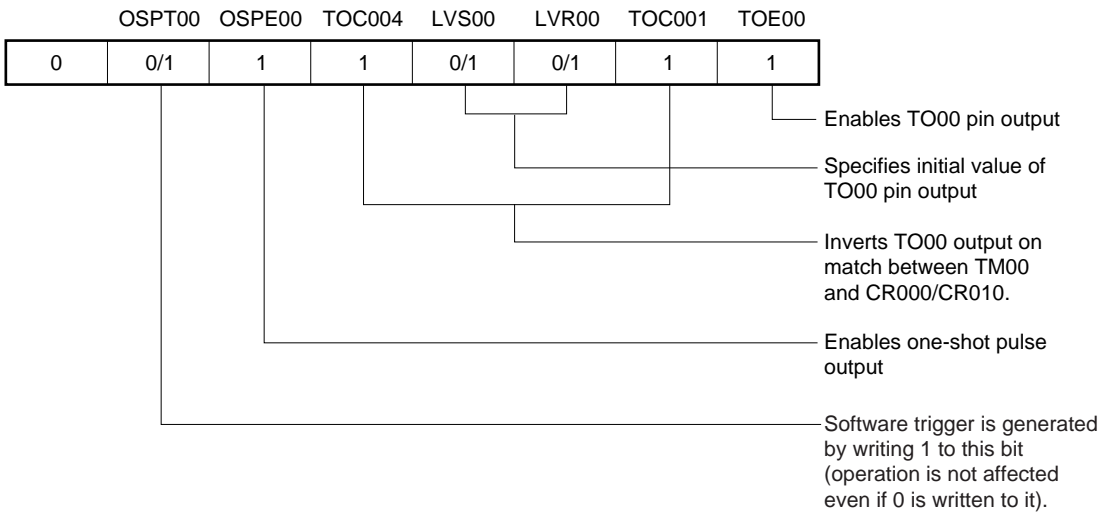 OSPT00 OSPE00 TOC004 LVS00 LVR00 TOC001 TOE00
0 0/1 1 1 0/1 0/1 1 1
Enables TO00 pin output
Specifies initial value of
TO00 pin output
Inverts TO00 output on
match between TM00
and CR000/CR010.
Enables one-shot pulse
output
Software trigger is generated
by writing 1 to this bit
(operation is not affected
even if 0 is written to it).